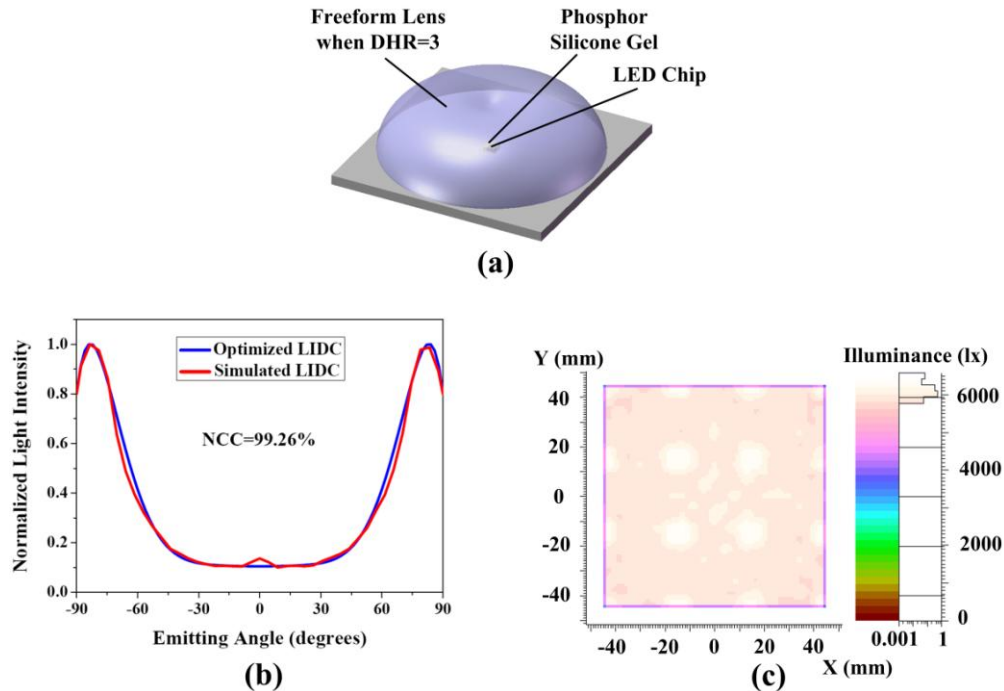 Freeform Lens
when DHR=3
Phosphor
Silicone Gel
LED Chip
(a)
Normalized Light Intensity
1.0
0.8
0.6
0.4
0.2
0.0
Optimized LIDC
Simulated LIDC
NCC=99.26%
-90
-60
-30
0
30
60
90
Emitting Angle (degrees)
(b)
Y (mm)
40
20
0
-20
-40
-40
-20
0
20
40
X (mm)
Illuminance (lx)
6000
4000
2000
0
0.001
1
(c)